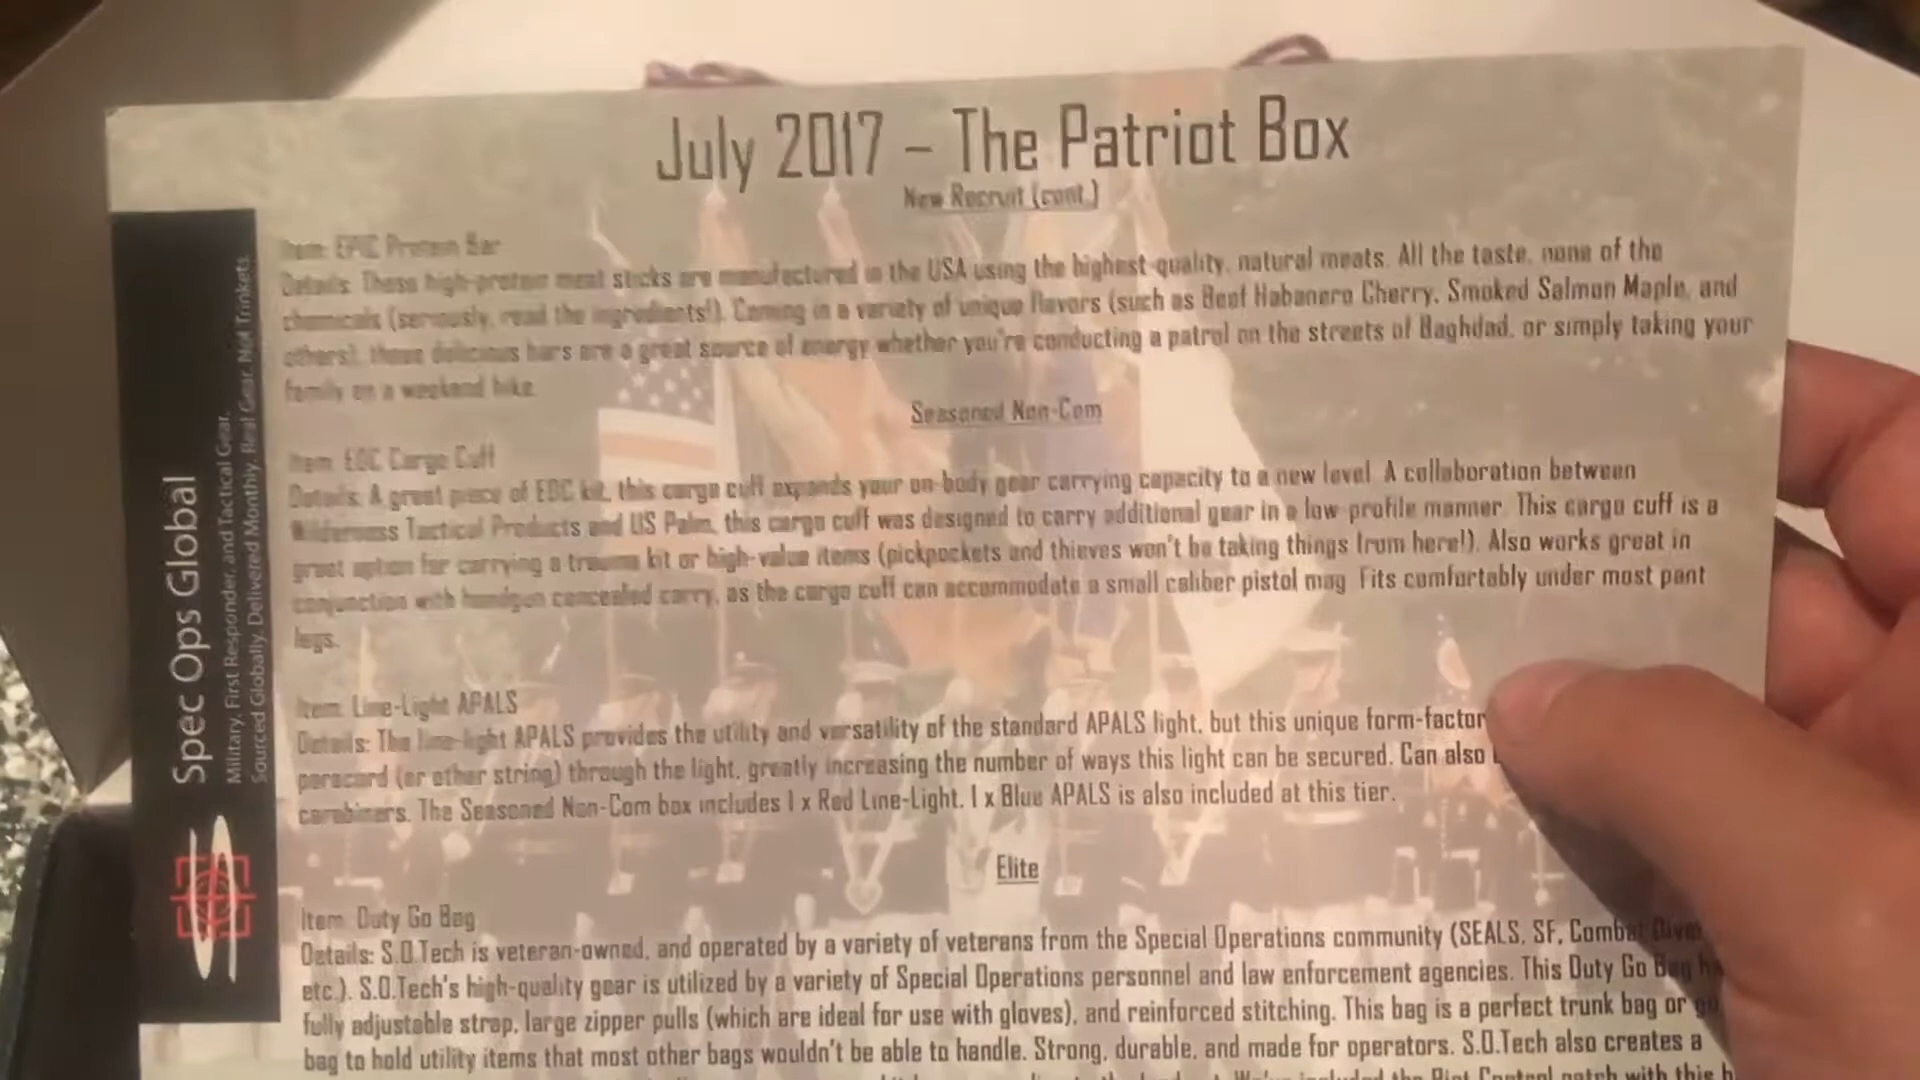 July 2017 – The Patriot Box
New Recruit (cont.)
Item: EPIC Protein Bar
Details: These high-protein meat sticks are manufactured in the USA using the highest-quality, natural meats. All the taste, none of the
chemicals (seriously, read the ingredients!). Coming in a variety of unique flavors (such as Beef Habanero Cherry, Smoked Salmon Maple, and
others), these delicious bars are a great source of energy whether you're conducting a patrol on the streets of Baghdad, or simply taking your
family on a weekend hike.
Seasoned Non-Com
Item: EDC Cargo Cuff
Details: A great piece of EDC kit, this cargo cuff expands your on-body gear carrying capacity to a new level. A collaboration between
Wilderness Tactical Products and US Palm, this cargo cuff was designed to carry additional gear in a low-profile manner. This cargo cuff is a
great option for carrying a trauma kit or high-value items (pickpockets and thieves won't be taking things from here!). Also works great in
conjunction with handgun concealed carry, as the cargo cuff can accommodate a small caliber pistol mag. Fits comfortably under most pant
legs.
Item: Line-Light APALS
Details: The line-light APALS provides the utility and versatility of the standard APALS light, but this unique form-factor
paracord (or other string) through the light, greatly increasing the number of ways this light can be secured. Can also
carabiners. The Seasoned Non-Com box includes 1 x Red Line-Light. 1 x Blue APALS is also included at this tier.
Elite
Item: Duty Go Bag
Details: S.O.Tech is veteran-owned, and operated by a variety of veterans from the Special Operations community (SEALS, SF, Combat
etc.). S.O.Tech's high-quality gear is utilized by a variety of Special Operations personnel and law enforcement agencies. This Duty Go Bag
fully adjustable strap, large zipper pulls (which are ideal for use with gloves), and reinforced stitching. This bag is a perfect trunk bag or
bag to hold utility items that most other bags wouldn't be able to handle. Strong, durable, and made for operators. S.O.Tech also creates a
included the Riot Control patch with this
Spec Ops Global
Military, First Responder, and Tactical Gear.
Sourced Globally. Delivered Monthly. Real Gear. Not Trinkets.